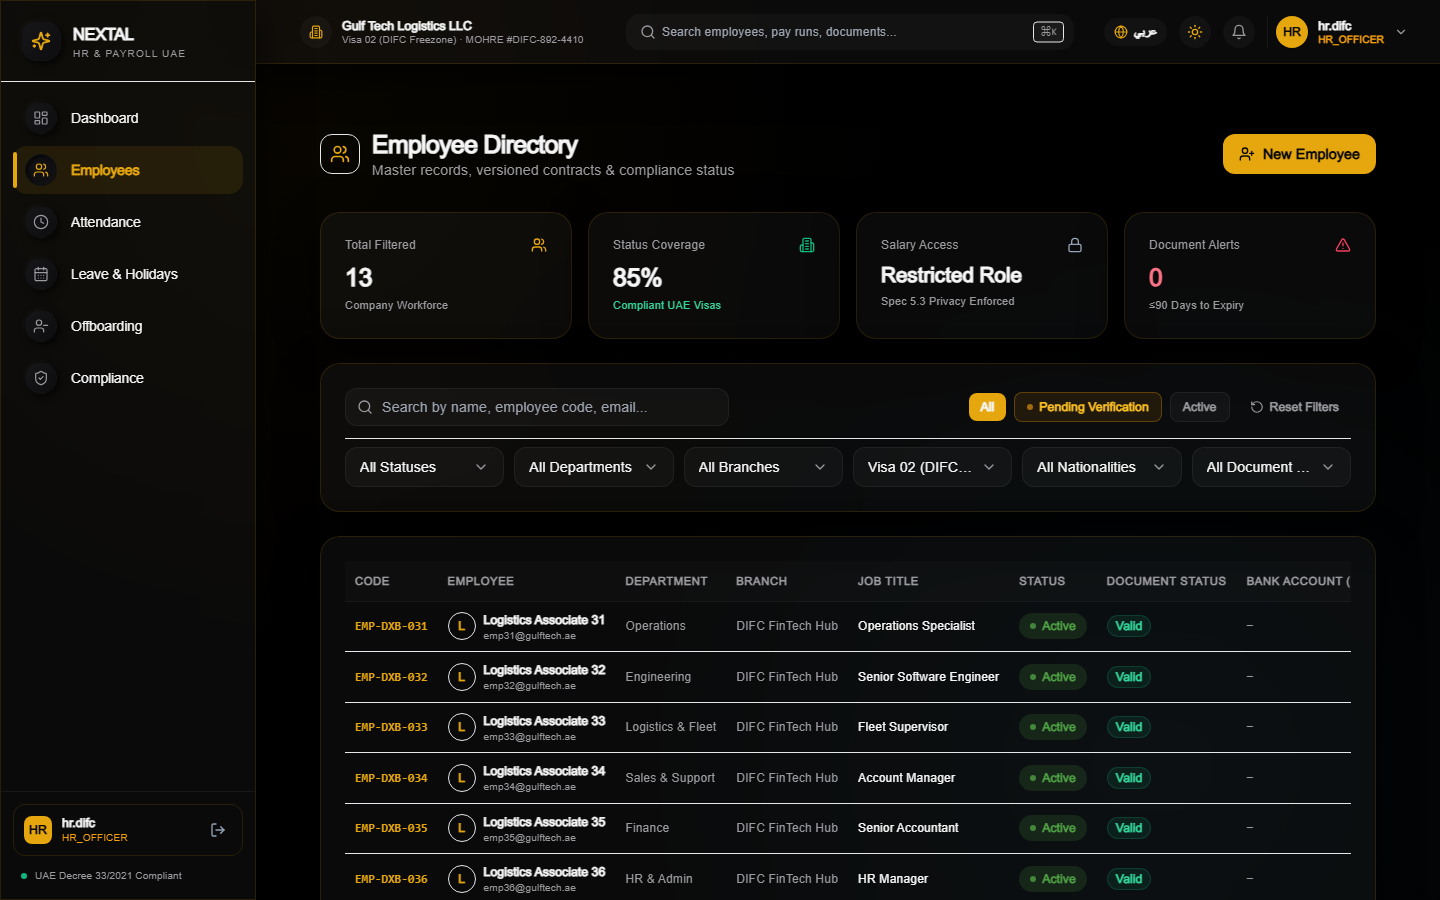 NEXTAL
HR & PAYROLL UAE
Gulf Tech Logistics LLC
Visa 02 (DIFC Freezone) · MOHRE #DIFC-892-4410
Search employees, pay runs, documents...
⌘K
عربي
HR
hr.difc
HR_OFFICER
Dashboard
Employees
Attendance
Leave & Holidays
Offboarding
Compliance
Employee Directory
Master records, versioned contracts & compliance status
New Employee
Total Filtered
13
Company Workforce
Status Coverage
85%
Compliant UAE Visas
Salary Access
Restricted Role
Spec 5.3 Privacy Enforced
Document Alerts
0
≤90 Days to Expiry
Search by name, employee code, email...
All
Pending Verification
Active
Reset Filters
All Statuses
All Departments
All Branches
Visa 02 (DIFC...
All Nationalities
All Document ...
CODE EMPLOYEE DEPARTMENT BRANCH JOB TITLE STATUS DOCUMENT STATUS BANK ACCOUNT (
EMP-DXB-031 L Logistics Associate 31 Operations DIFC FinTech Hub Operations Specialist Active Valid –
emp31@gulftech.ae
EMP-DXB-032 L Logistics Associate 32 Engineering DIFC FinTech Hub Senior Software Engineer Active Valid –
emp32@gulftech.ae
EMP-DXB-033 L Logistics Associate 33 Logistics & Fleet DIFC FinTech Hub Fleet Supervisor Active Valid –
emp33@gulftech.ae
EMP-DXB-034 L Logistics Associate 34 Sales & Support DIFC FinTech Hub Account Manager Active Valid –
emp34@gulftech.ae
EMP-DXB-035 L Logistics Associate 35 Finance DIFC FinTech Hub Senior Accountant Active Valid –
emp35@gulftech.ae
EMP-DXB-036 L Logistics Associate 36 HR & Admin DIFC FinTech Hub HR Manager Active Valid –
emp36@gulftech.ae
HR
hr.difc
HR_OFFICER
UAE Decree 33/2021 Compliant